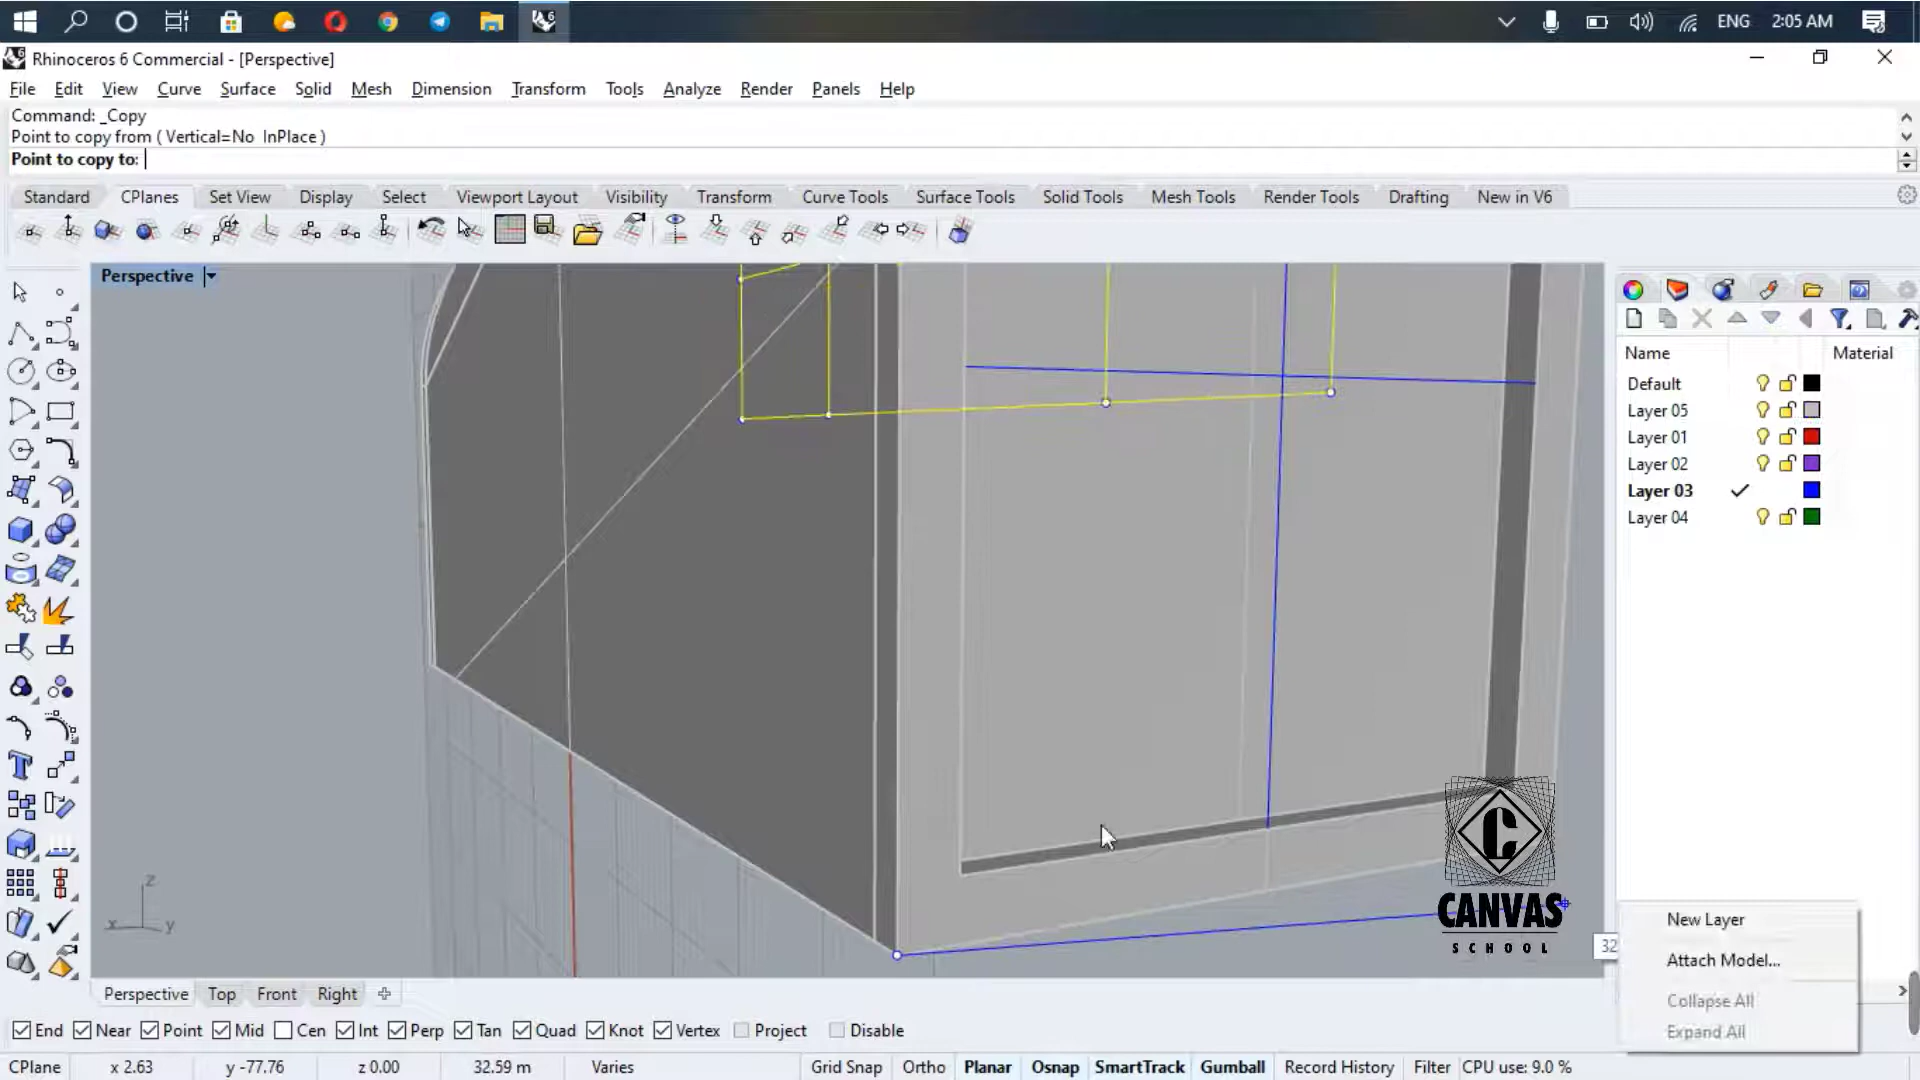 ENG 2:05 AM
Rhinoceros 6 Commercial - [Perspective]
File Edit View Curve Surface Solid Mesh Dimension Transform Tools Analyze Render Panels Help
Command: _Copy
Point to copy from ( Vertical=No InPlace )
Point to copy to:
Standard CPlanes Set View Display Select Viewport Layout Visibility Transform Curve Tools Surface Tools Solid Tools Mesh Tools Render Tools Drafting New in V6
Perspective
Name Material
Default
Layer 05
Layer 01
Layer 02
Layer 03
Layer 04
z
x y
CANVAS
SCHOOL
32
New Layer
Attach Model...
Collapse All
Expand All
Perspective Top Front Right
End Near Point Mid Cen Int Perp Tan Quad Knot Vertex Project Disable
CPlane x 2.63 y -77.76 z 0.00 32.59 m Varies Grid Snap Ortho Planar Osnap SmartTrack Gumball Record History Filter CPU use: 9.0 %